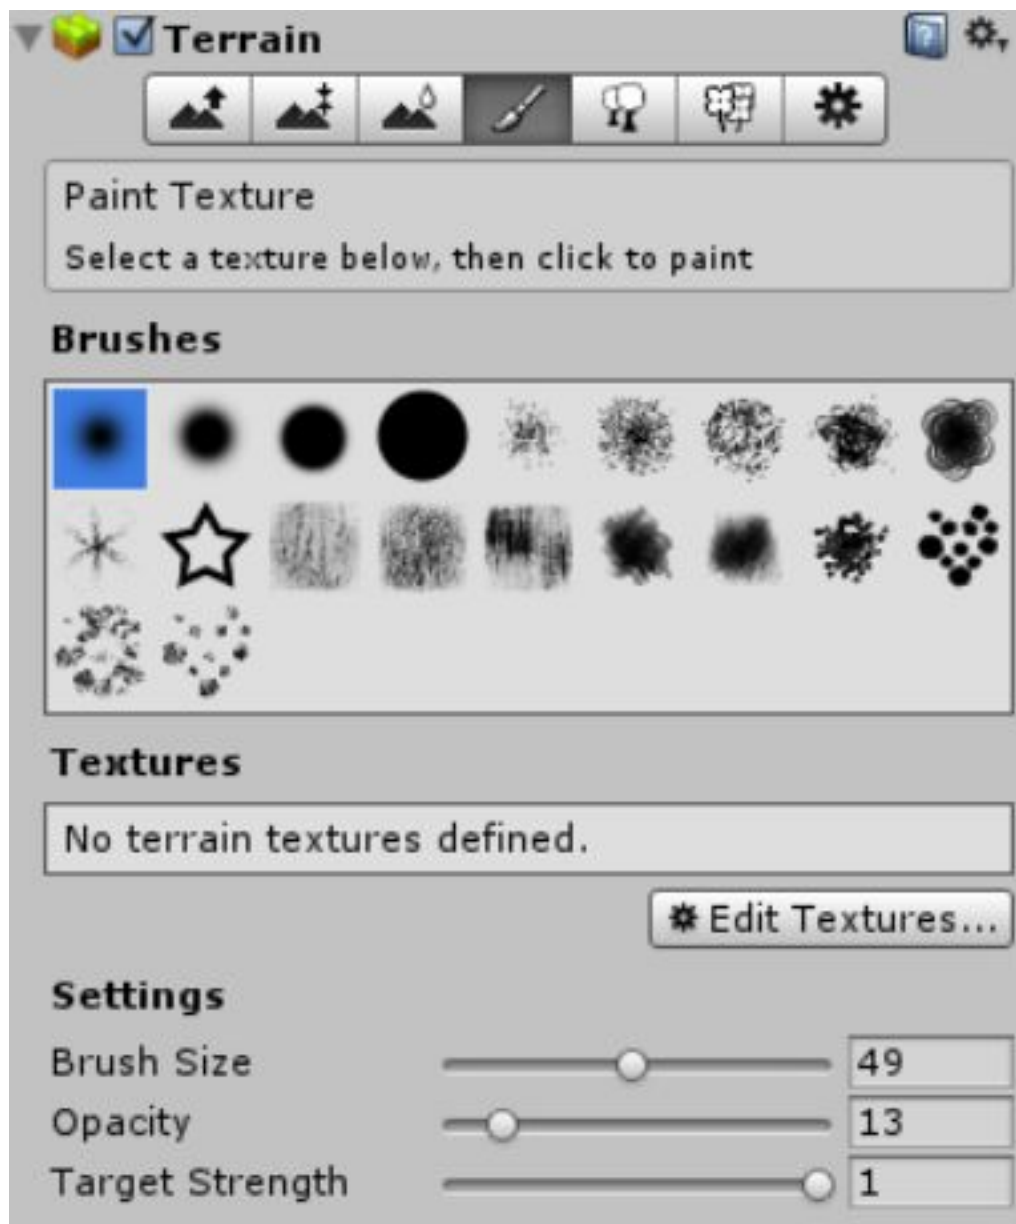 Terrain
Paint Texture
Select a texture below, then click to paint
Brushes
Textures
No terrain textures defined.
Edit Textures...
Settings
Brush Size 49
Opacity 13
Target Strength 1